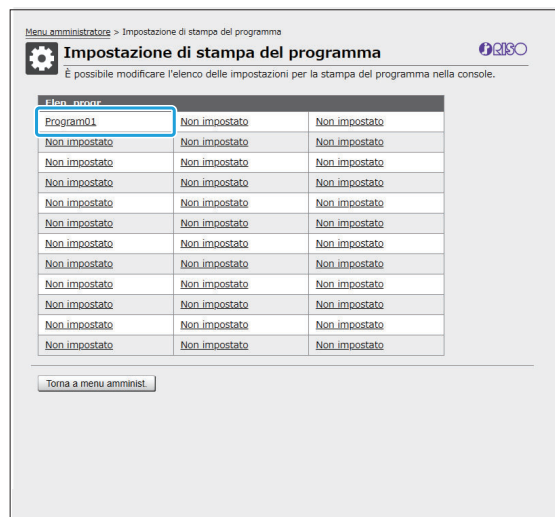 Menu amministratore > Impostazione di stampa del programma
Impostazione di stampa del programma
RISO
È possibile modificare l'elenco delle impostazioni per la stampa del programma nella console.
Elen. progr.
Program01 Non impostato Non impostato
Non impostato Non impostato Non impostato
Non impostato Non impostato Non impostato
Non impostato Non impostato Non impostato
Non impostato Non impostato Non impostato
Non impostato Non impostato Non impostato
Non impostato Non impostato Non impostato
Non impostato Non impostato Non impostato
Non impostato Non impostato Non impostato
Non impostato Non impostato Non impostato
Non impostato Non impostato Non impostato
Non impostato Non impostato Non impostato
Torna a menu amminist.